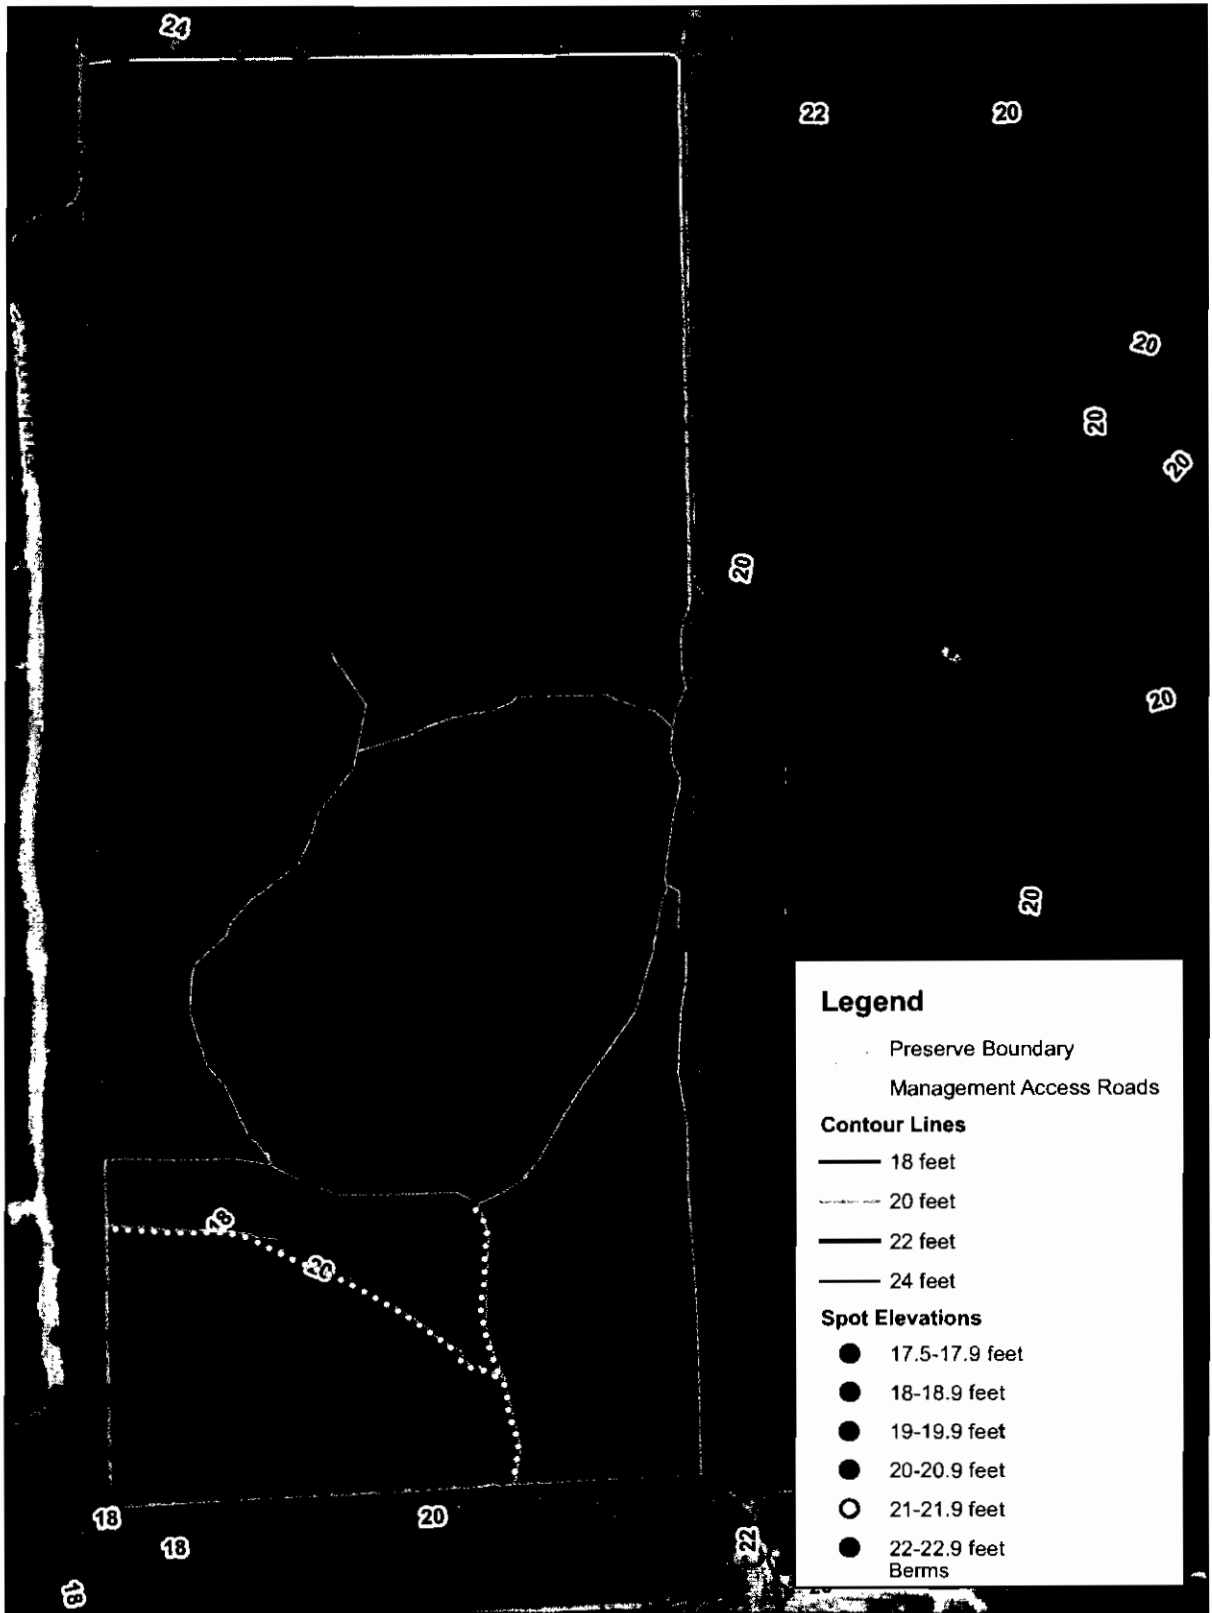 24
22
20
20
20
20
20
20
20
18
20
18
20
18
22
18
Legend
Preserve Boundary
Management Access Roads
Contour Lines
18 feet
20 feet
22 feet
24 feet
Spot Elevations
17.5-17.9 feet
18-18.9 feet
19-19.9 feet
20-20.9 feet
21-21.9 feet
22-22.9 feet
Berms